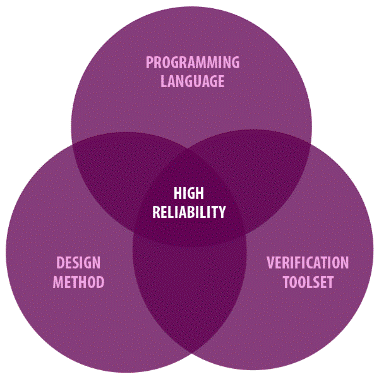 PROGRAMMING
LANGUAGE
HIGH
RELIABILITY
DESIGN
METHOD
VERIFICATION
TOOLSET